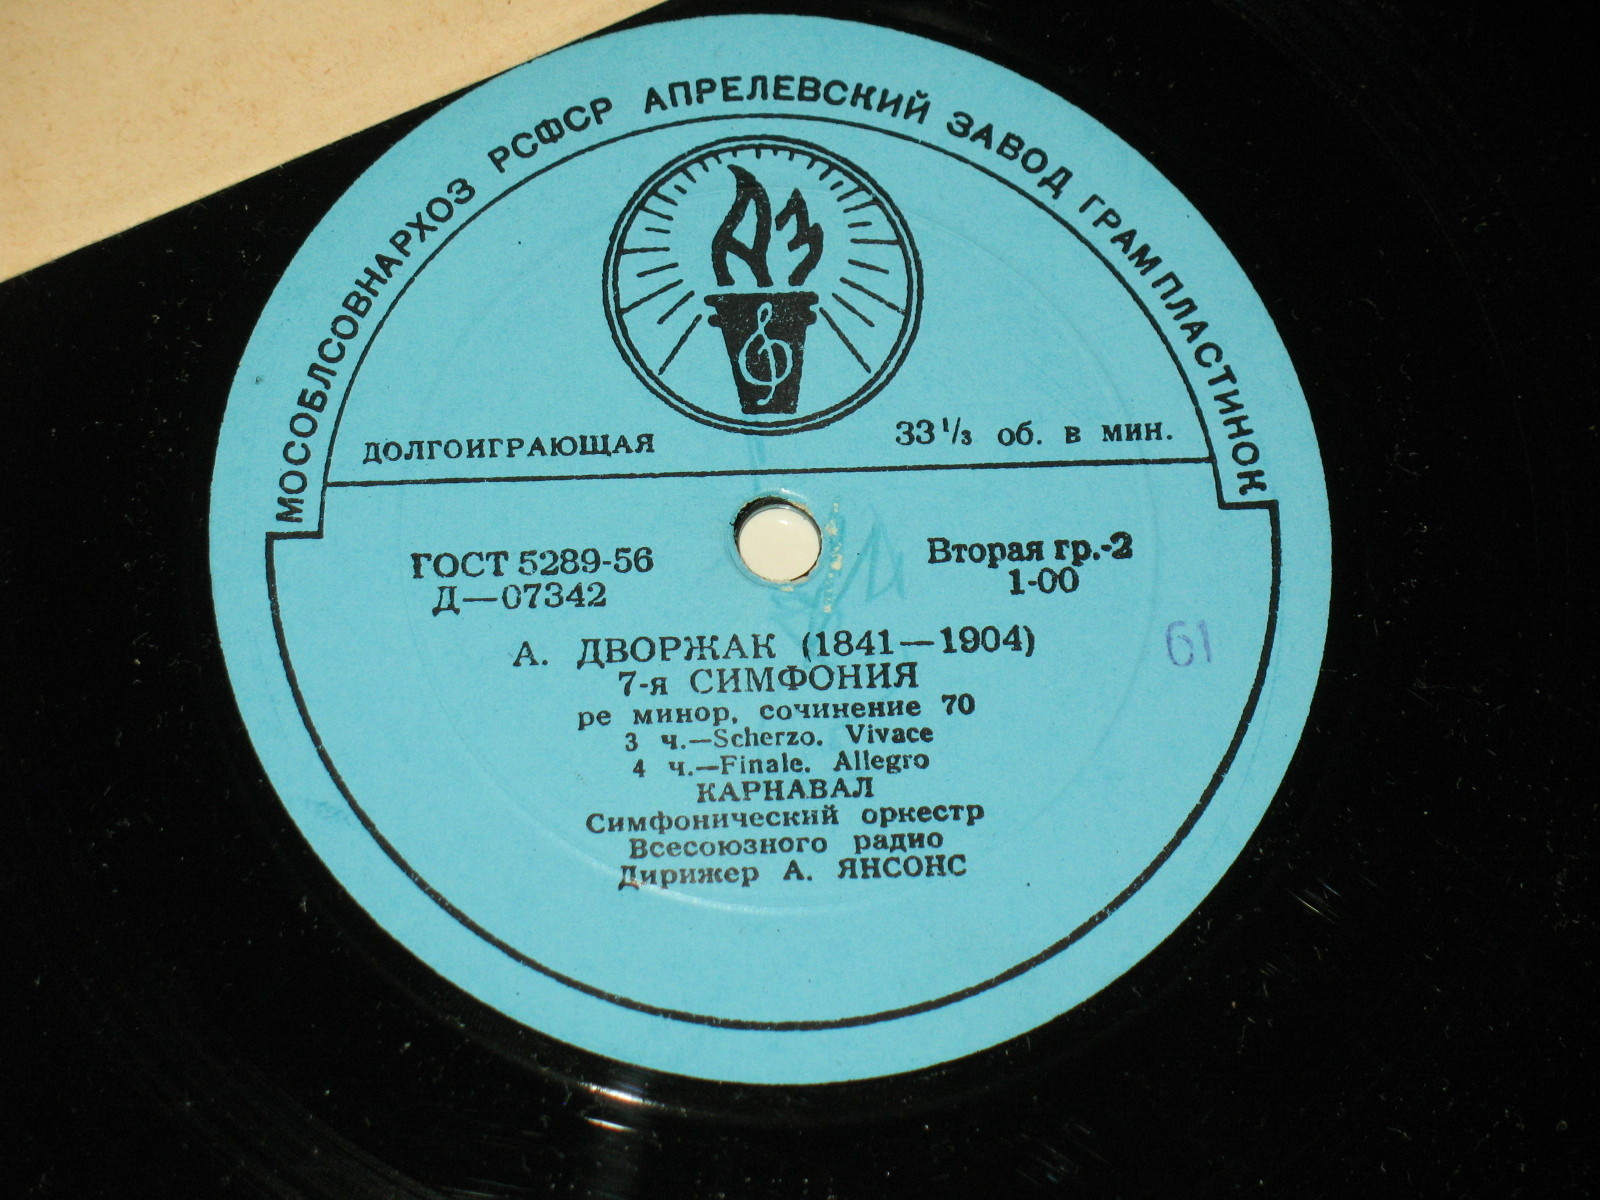 МОСОБЛСОВНАРХОЗ РСФСР АПРЕЛЕВСКИЙ ЗАВОД ГРАМПЛАСТИНОК
АЗ
ДОЛГОИГРАЮЩАЯ
33 1/3 об. в мин.
ГОСТ 5289-56
Д—07342
Вторая гр.-2
1-00
61
А. ДВОРЖАК (1841—1904)
7-я СИМФОНИЯ
ре минор, сочинение 70
3 ч.—Scherzo. Vivace
4 ч.—Finale. Allegro
КАРНАВАЛ
Симфонический оркестр
Всесоюзного радио
Дирижер А. ЯНСОНС